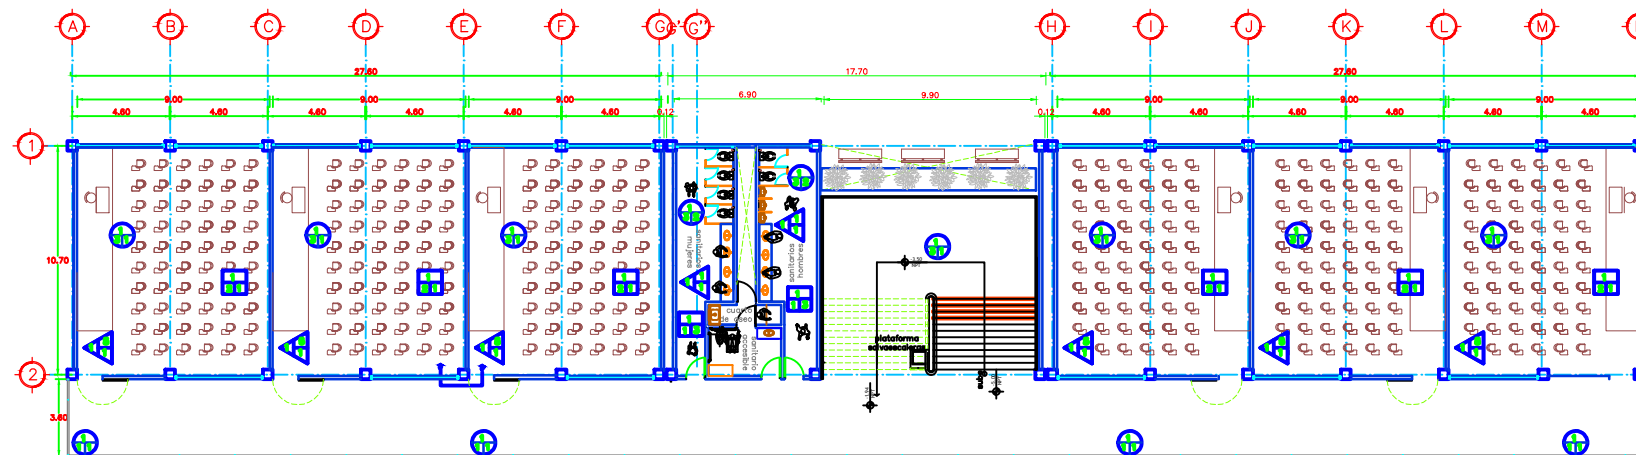 A B C D E F G G' G'' H I J K L M
27.60 17.70 27.60
9.00 9.00 9.00 6.90 9.90 9.00 9.00 9.00
4.60 4.60 4.60 4.60 4.60 4.60 0.12 0.12 4.60 4.60 4.60 4.60 4.60
1
10.70
sanitarios
mujeres
sanitarios
hombres
cuarto
de aseo
sanitario
accesible
plataforma
salvaescaleras
2
3.60